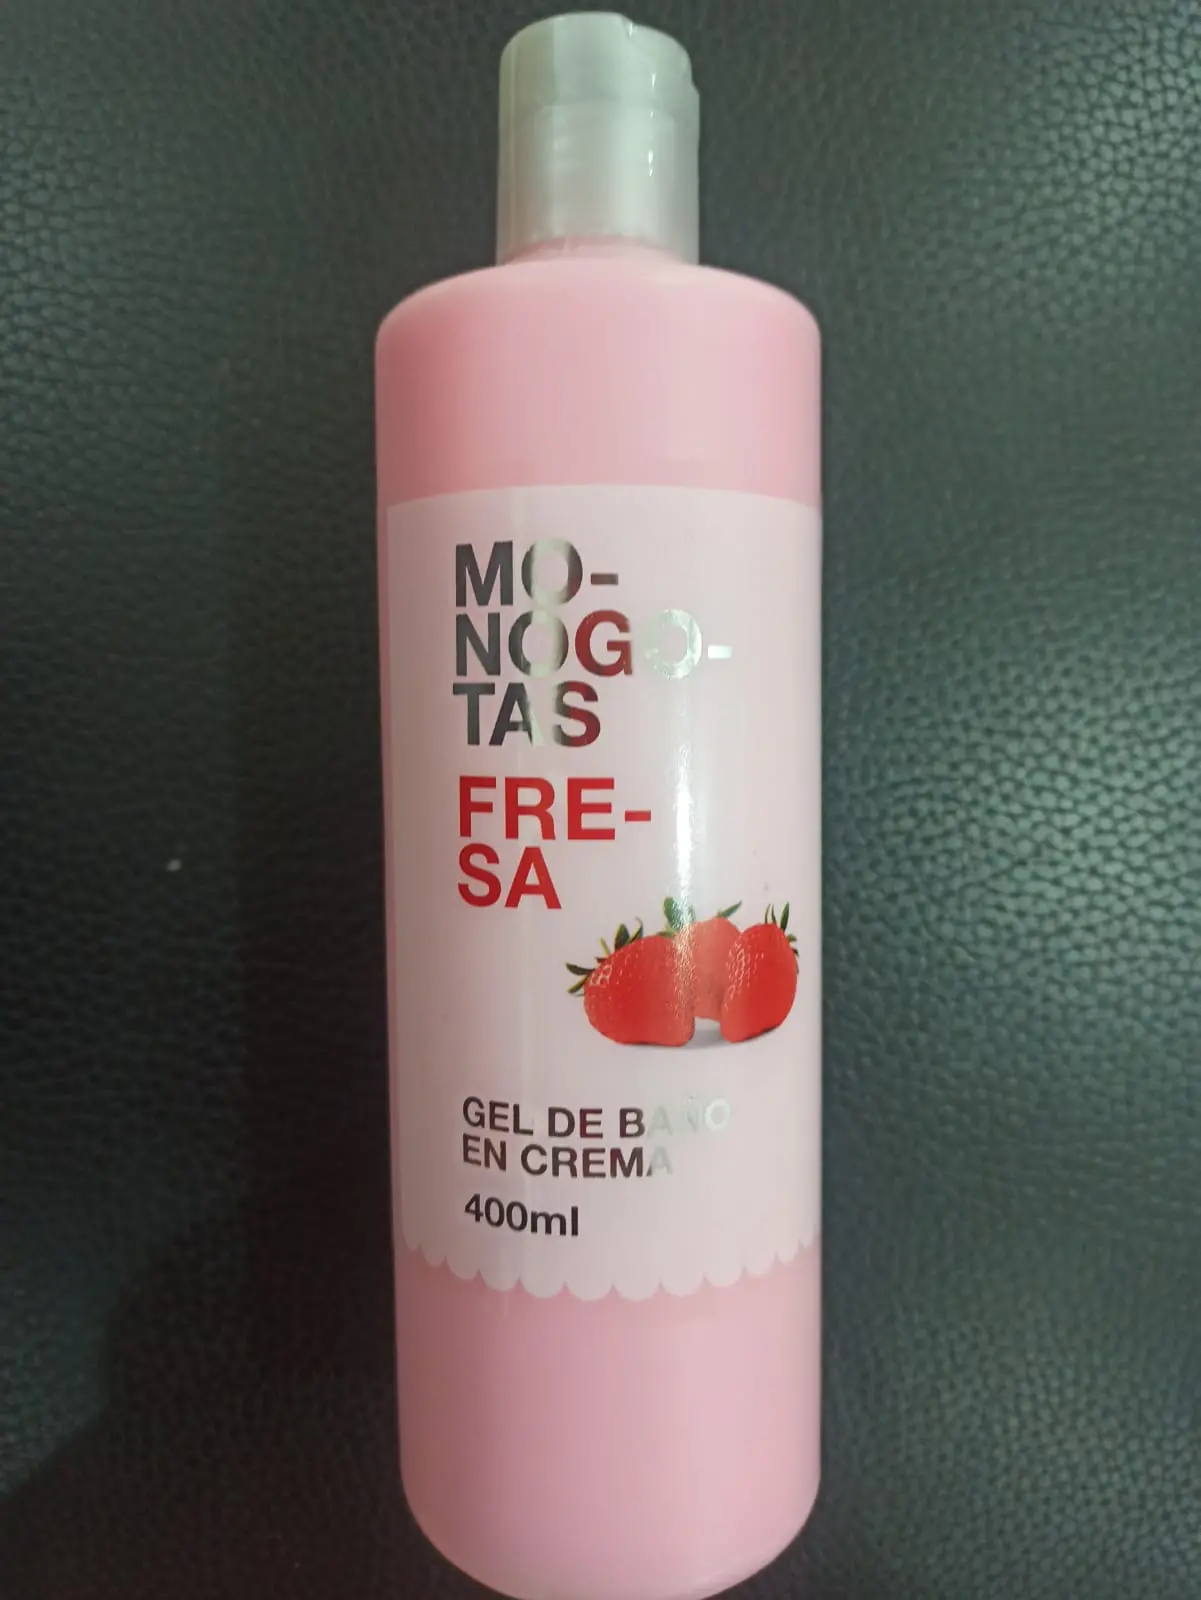 MO-
NOGO-
TAS
FRE-
SA
GEL DE BAÑO
EN CREMA
400ml